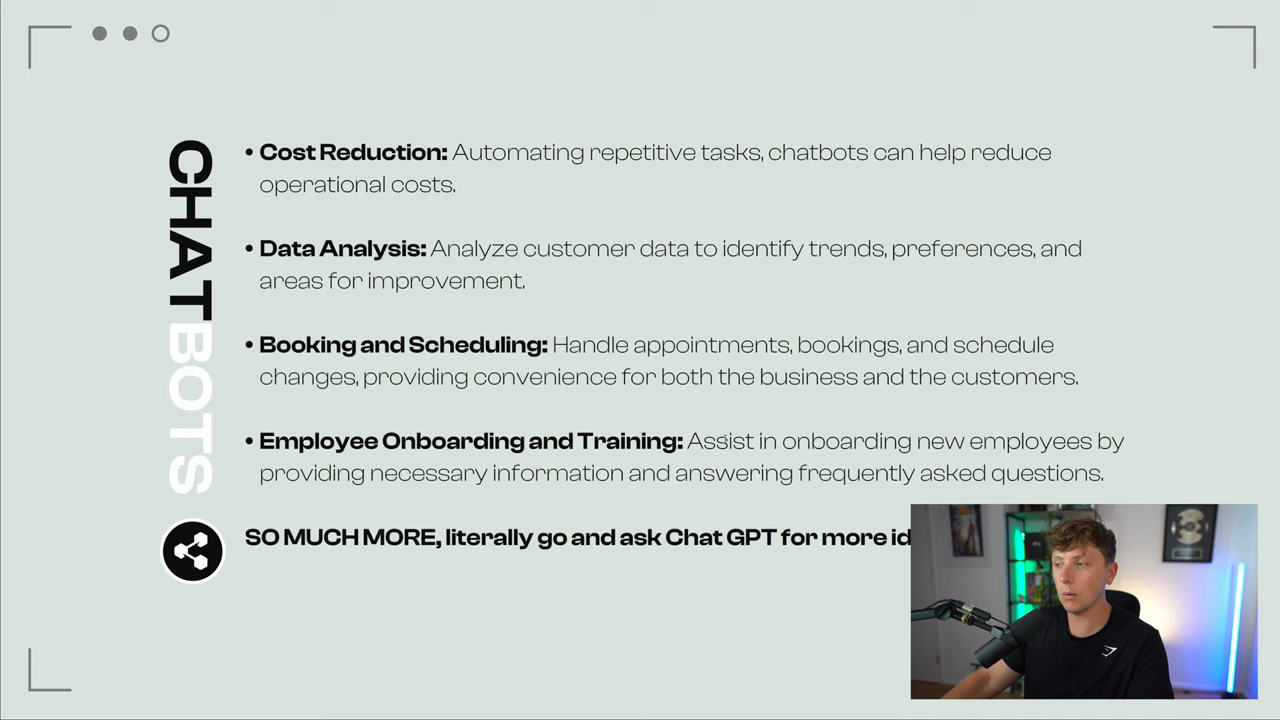 CHATBOTS
• Cost Reduction: Automating repetitive tasks, chatbots can help reduce
operational costs.
• Data Analysis: Analyze customer data to identify trends, preferences, and
areas for improvement.
• Booking and Scheduling: Handle appointments, bookings, and schedule
changes, providing convenience for both the business and the customers.
• Employee Onboarding and Training: Assist in onboarding new employees by
providing necessary information and answering frequently asked questions.
SO MUCH MORE, literally go and ask Chat GPT for more id